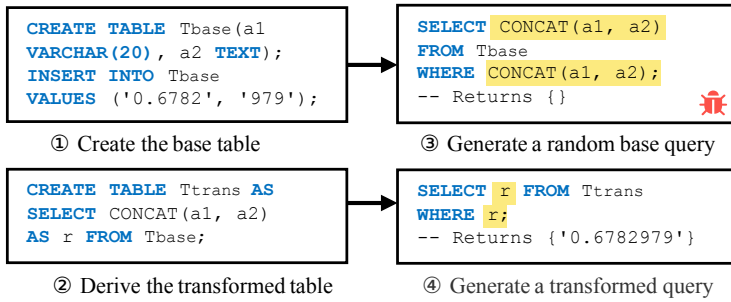 CREATE TABLE Tbase(a1
VARCHAR(20), a2 TEXT);
INSERT INTO Tbase
VALUES ('0.6782', '979');
① Create the base table
SELECT CONCAT(a1, a2)
FROM Tbase
WHERE CONCAT(a1, a2);
-- Returns {}
③ Generate a random base query
CREATE TABLE Ttrans AS
SELECT CONCAT(a1, a2)
AS r FROM Tbase;
② Derive the transformed table
SELECT r FROM Ttrans
WHERE r;
-- Returns {'0.6782979'}
④ Generate a transformed query